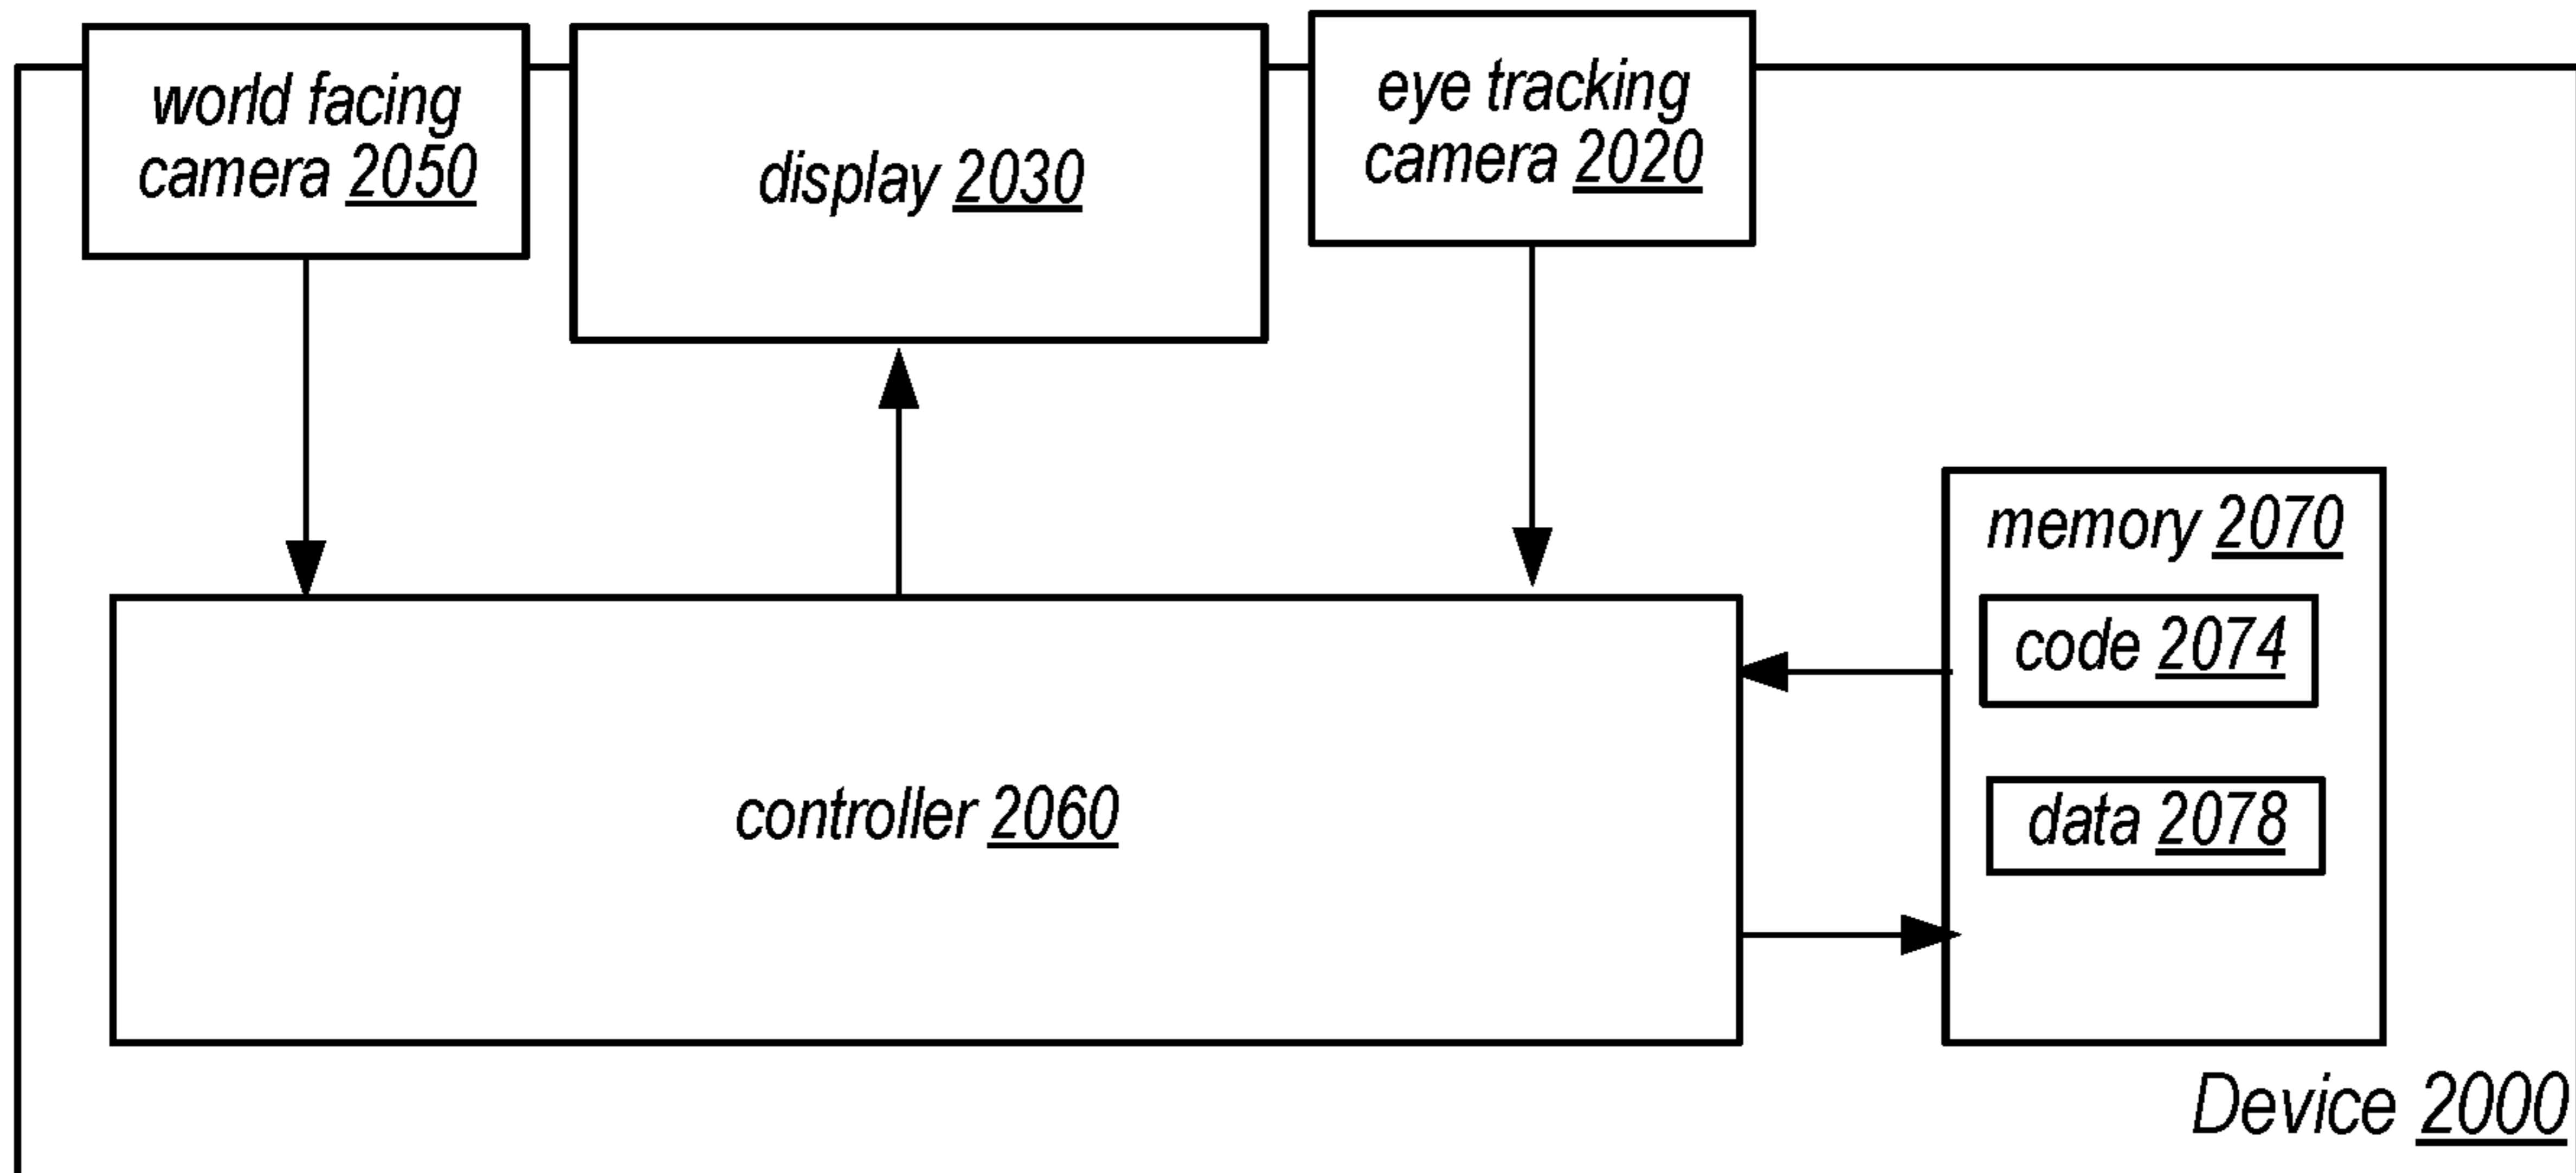 world facing
camera 2050
display 2030
eye tracking
camera 2020
memory 2070
code 2074
data 2078
controller 2060
Device 2000